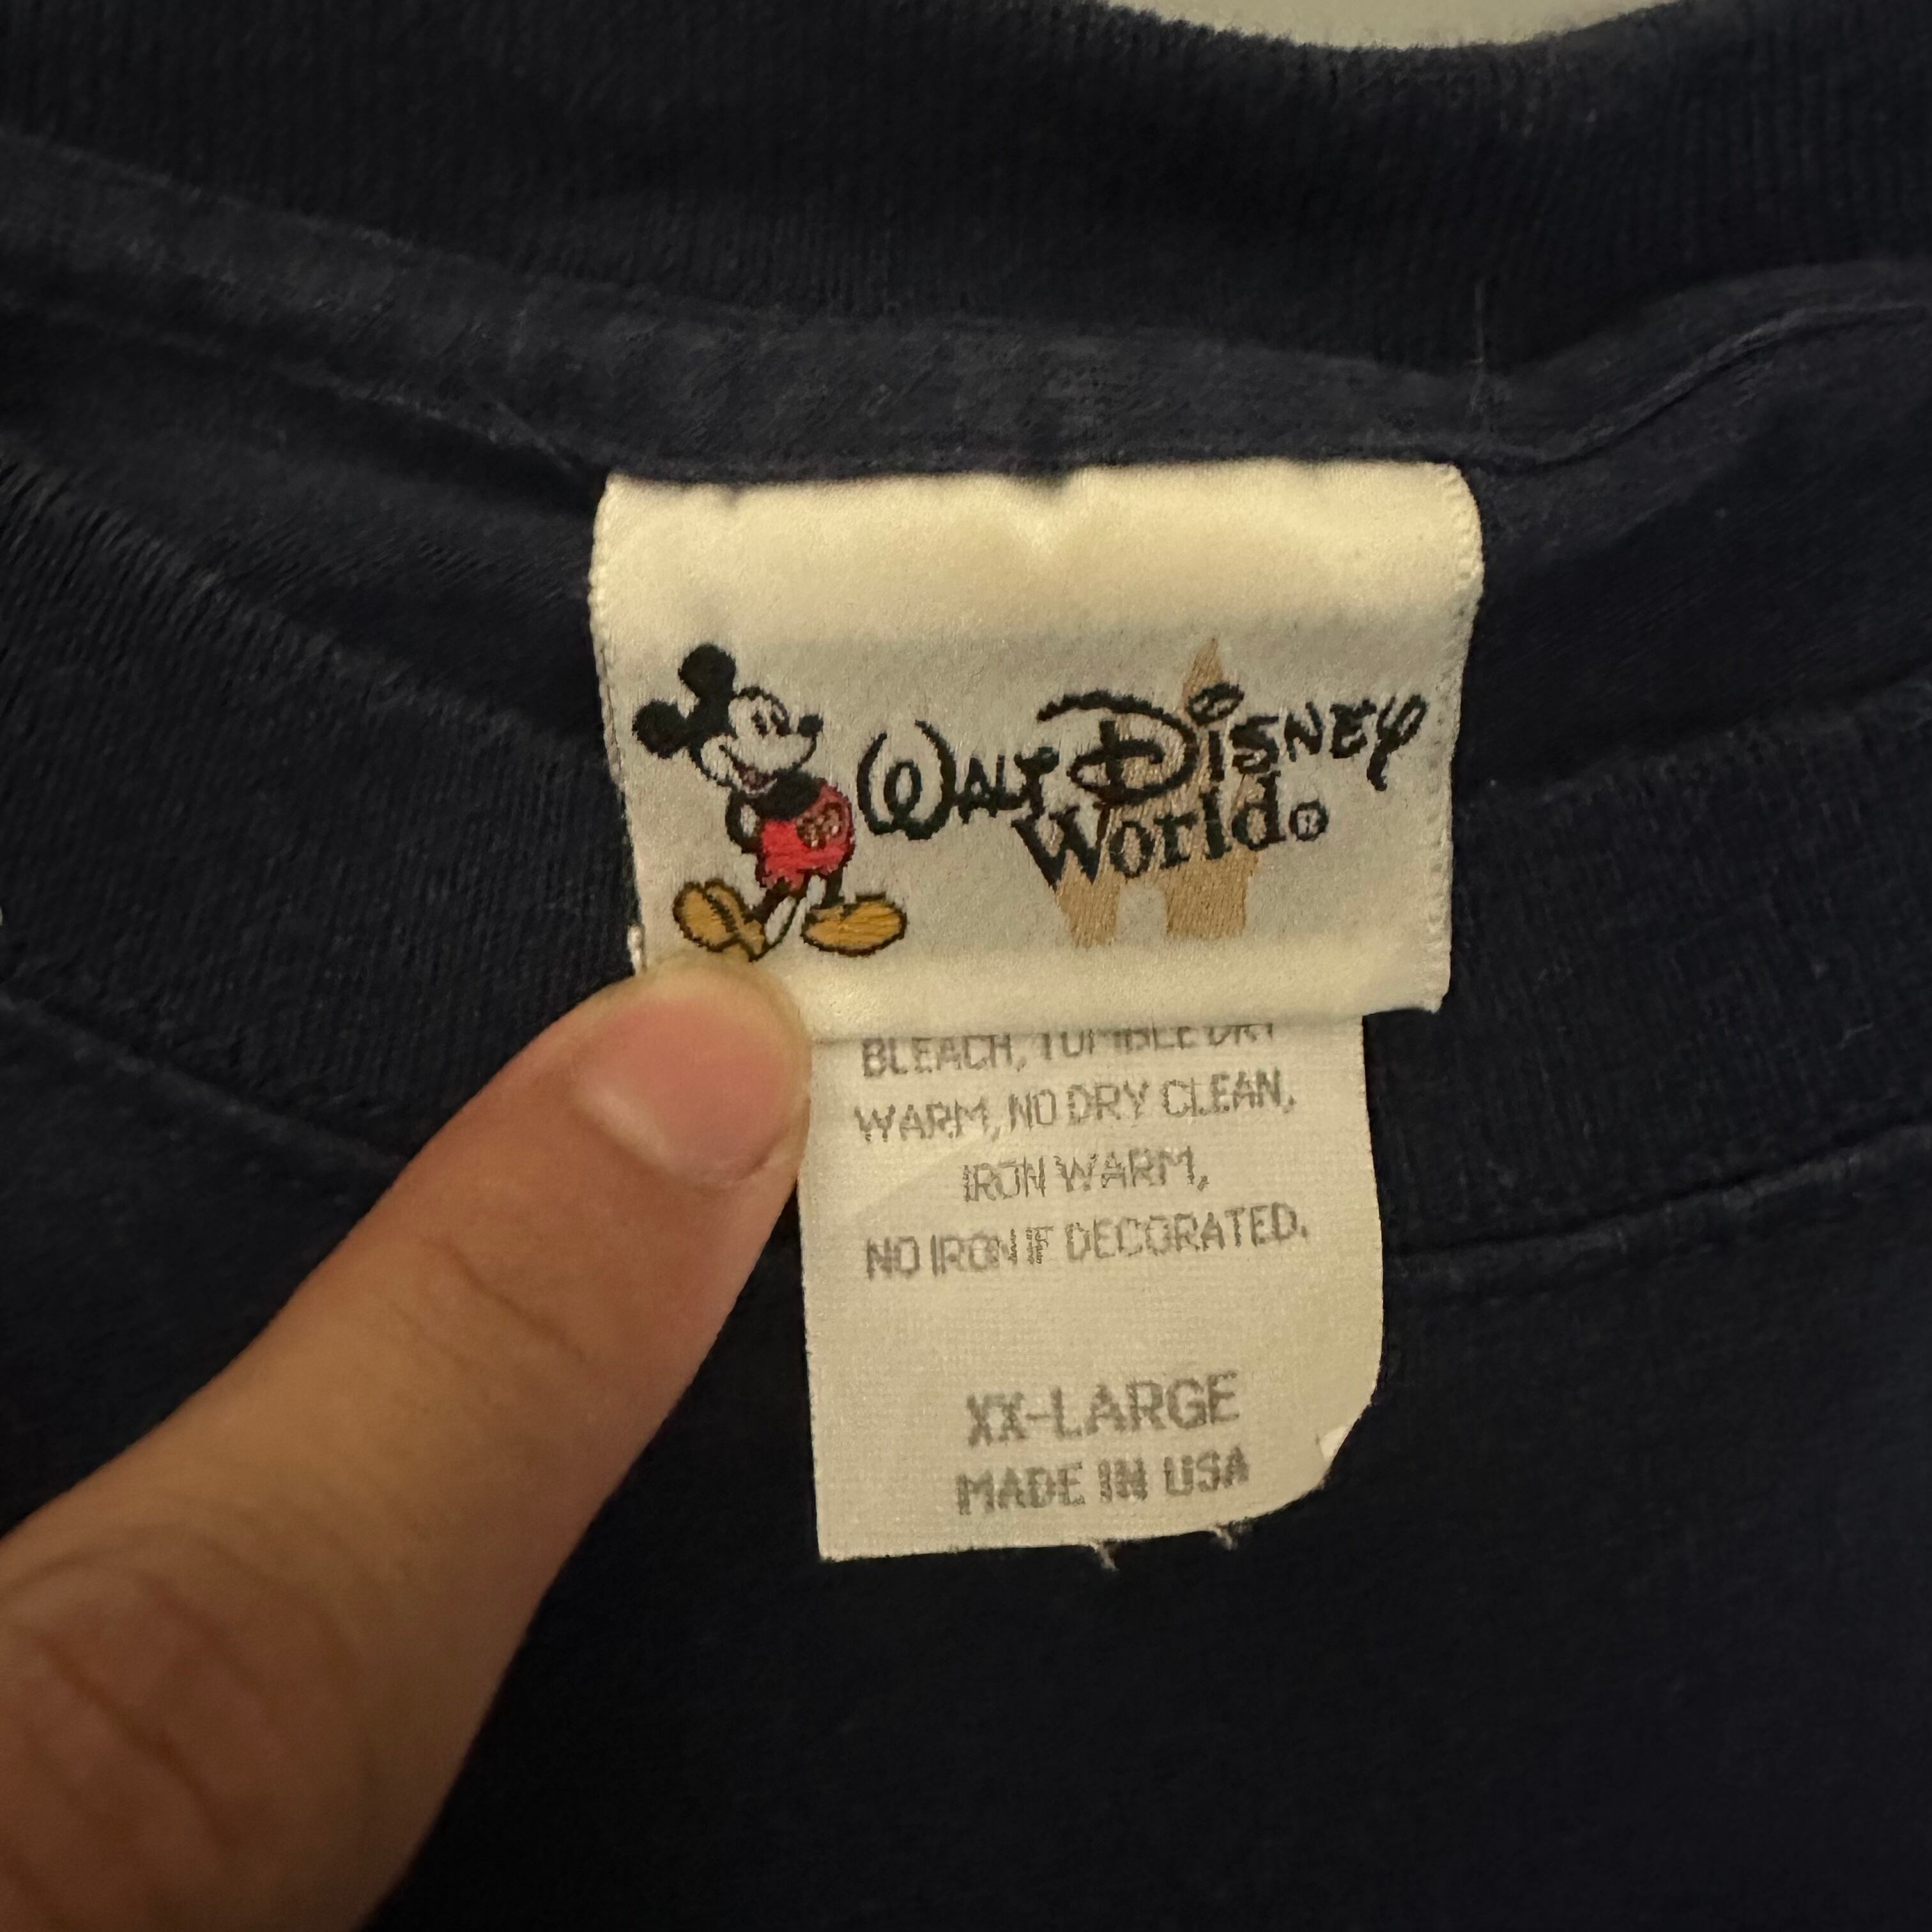 WALT DISNEY
World®
BLEACH, TUMBLE DRY
WARM, NO DRY CLEAN,
IRON WARM,
NO IRON IF DECORATED.
XX-LARGE
MADE IN USA